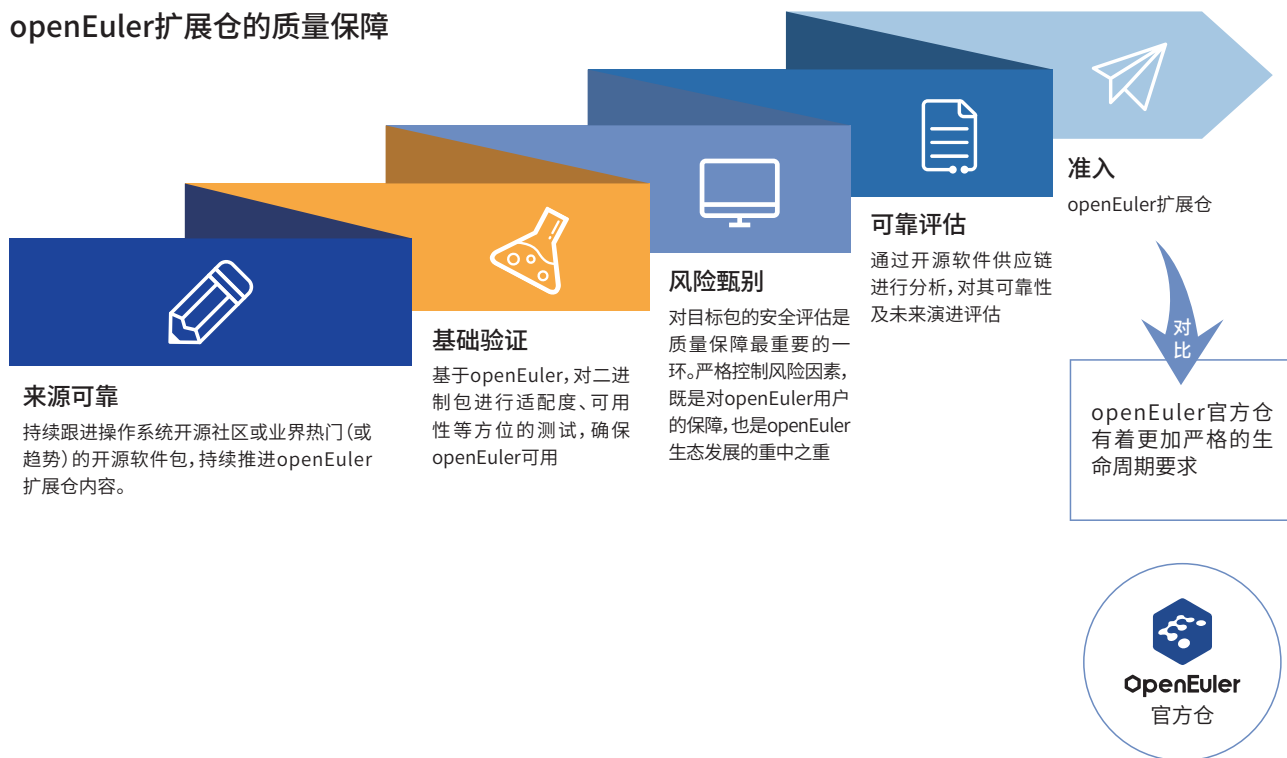 openEuler扩展仓的质量保障
来源可靠
持续跟进操作系统开源社区或业界热门(或
趋势)的开源软件包,持续推进openEuler
扩展仓内容。
基础验证
基于openEuler,对二进
制包进行适配度、可用
性等方位的测试,确保
openEuler可用
风险甄别
对目标包的安全评估是
质量保障最重要的一
环。严格控制风险因素,
既是对openEuler用户
的保障,也是openEuler
生态发展的重中之重
可靠评估
通过开源软件供应链
进行分析,对其可靠性
及未来演进评估
准入
openEuler扩展仓
对
比
openEuler官方仓
有着更加严格的生
命周期要求
OpenEuler
官方仓